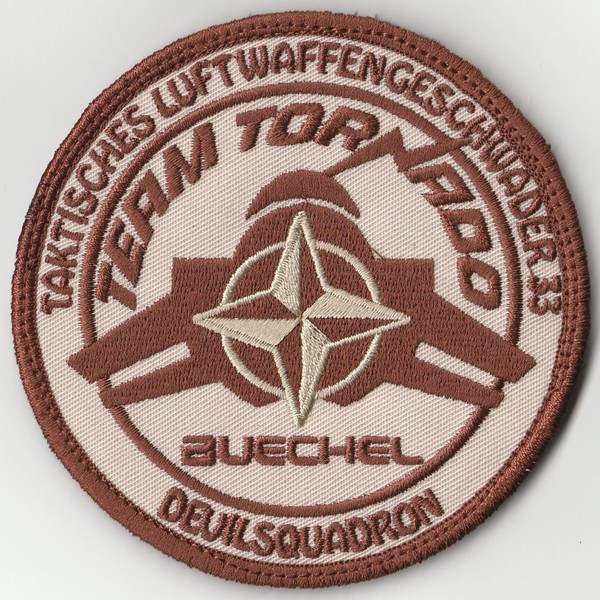 TAKTISCHES LUFTWAFFENGESCHWADER 33
TEAM TORNADO
BUECHEL
DEVILSQUADRON